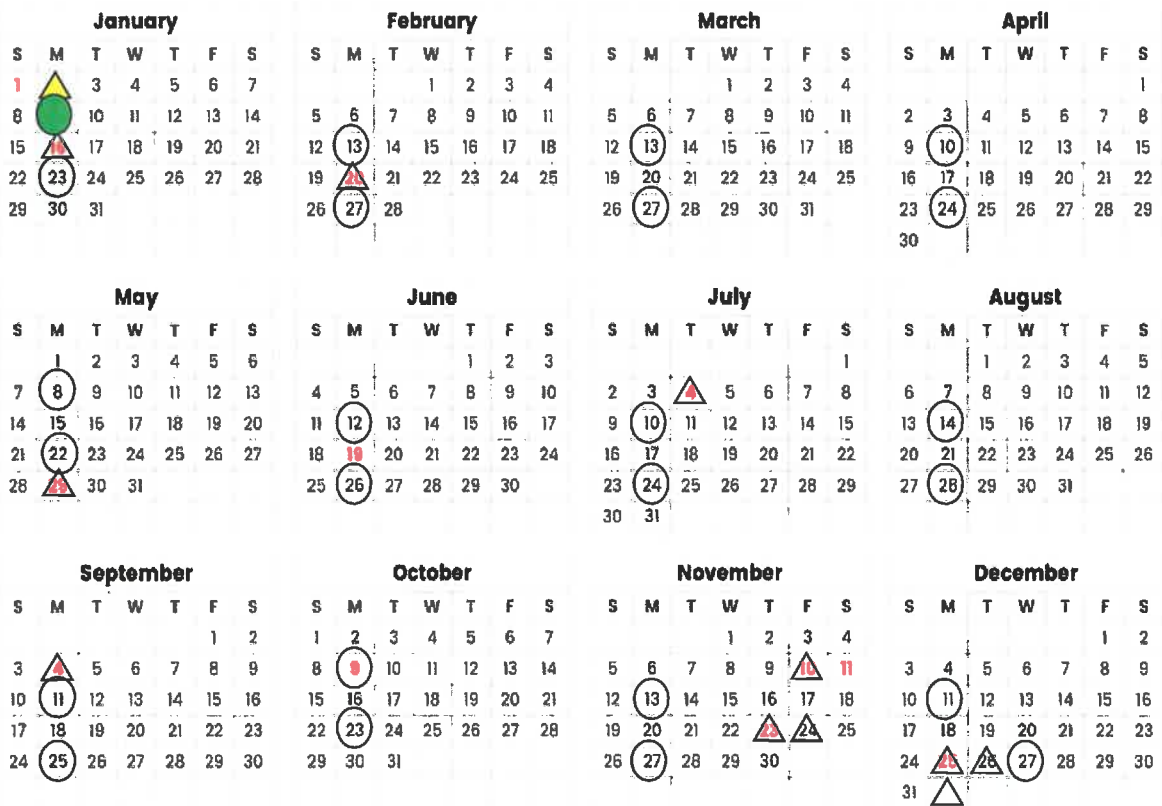 January February March April
S M T W T F S S M T W T F S S M T W T F S S M T W T F S
1 3 4 5 6 7 1 2 3 4 1 2 3 4 1
8 10 11 12 13 14 5 6 7 8 9 10 11 5 6 7 8 9 10 11 2 3 4 5 6 7 8
15 16 17 18 19 20 21 12 13 14 15 16 17 18 12 13 14 15 16 17 18 9 10 11 12 13 14 15
22 23 24 25 26 27 28 19 20 21 22 23 24 25 19 20 21 22 23 24 25 16 17 18 19 20 21 22
29 30 31 26 27 28 26 27 28 29 30 31 23 24 25 26 27 28 29
30
May June July August
S M T W T F S S M T W T F S S M T W T F S S M T W T F S
1 2 3 4 5 6 1 2 3 1 1 2 3 4 5
7 8 9 10 11 12 13 4 5 6 7 8 9 10 2 3 4 5 6 7 8 6 7 8 9 10 11 12
14 15 16 17 18 19 20 11 12 13 14 15 16 17 9 10 11 12 13 14 15 13 14 15 16 17 18 19
21 22 23 24 25 26 27 18 19 20 21 22 23 24 16 17 18 19 20 21 22 20 21 22 23 24 25 26
28 29 30 31 25 26 27 28 29 30 23 24 25 26 27 28 29 27 28 29 30 31
30 31
September October November December
S M T W T F S S M T W T F S S M T W T F S S M T W T F S
1 2 1 2 3 4 5 6 7 1 2 3 4 1 2
3 4 5 6 7 8 9 8 9 10 11 12 13 14 5 6 7 8 9 10 11 3 4 5 6 7 8 9
10 11 12 13 14 15 16 15 16 17 18 19 20 21 12 13 14 15 16 17 18 10 11 12 13 14 15 16
17 18 19 20 21 22 23 22 23 24 25 26 27 28 19 20 21 22 23 24 25 17 18 19 20 21 22 23
24 25 26 27 28 29 30 29 30 31 26 27 28 29 30 24 25 26 27 28 29 30
31